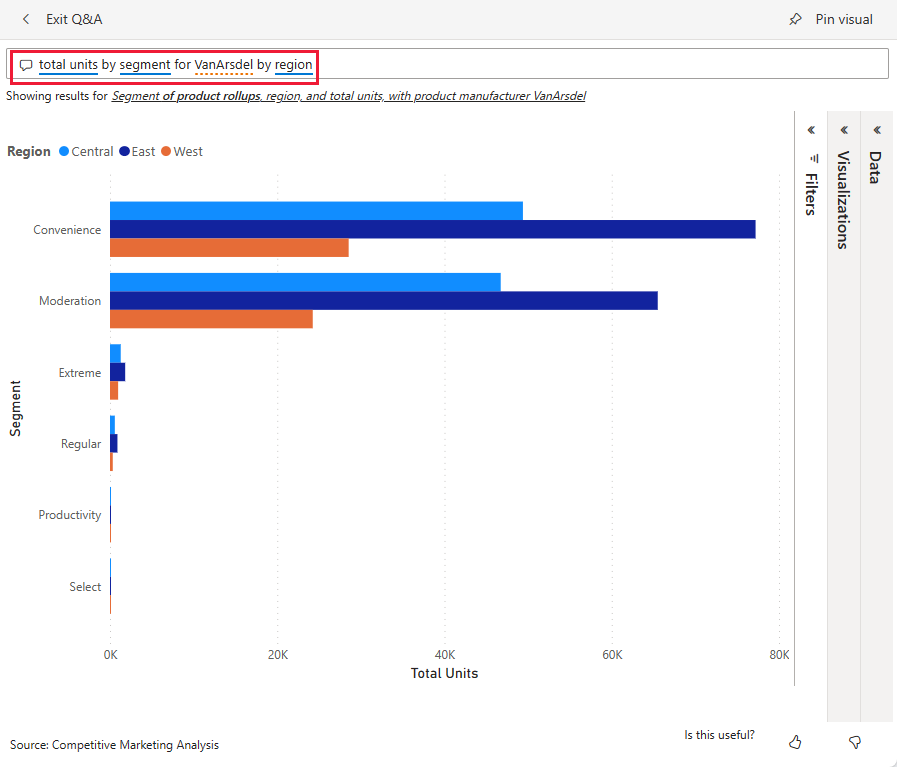 Exit Q&A
Pin visual
total units by segment for VanArsdel by region
Showing results for Segment of product rollups, region, and total units, with product manufacturer VanArsdel
Region Central East West
Filters
Visualizations
Data
Segment
Convenience
Moderation
Extreme
Regular
Productivity
Select
0K 20K 40K 60K 80K
Total Units
Is this useful?
Source: Competitive Marketing Analysis